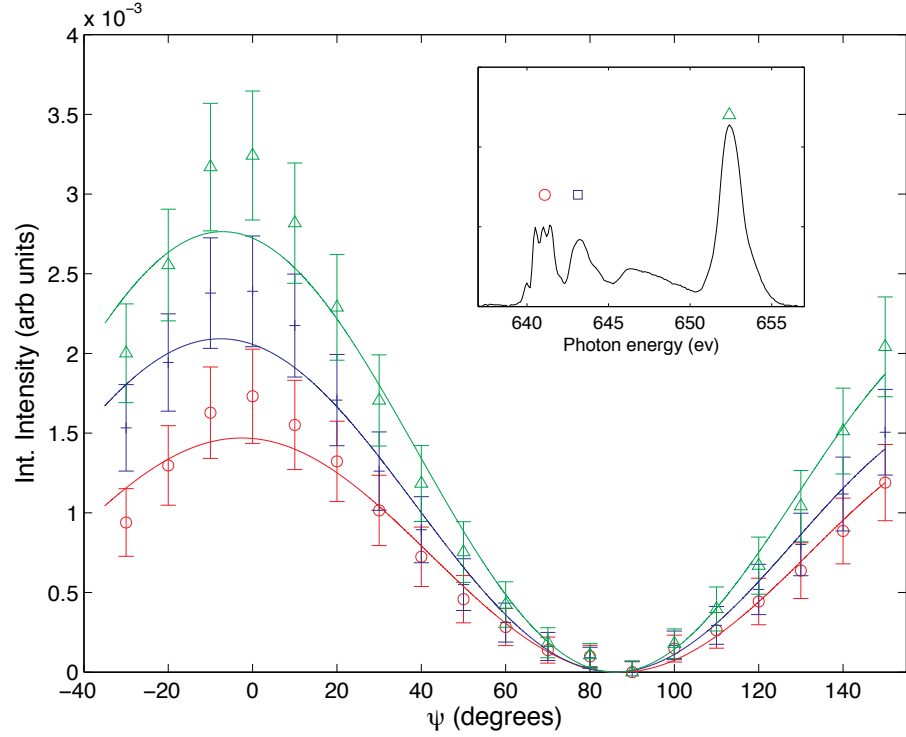 x 10⁻³
4
3.5
3
2.5
2
1.5
1
0.5
0
Int. Intensity (arb units)
−40 −20 0 20 40 60 80 100 120 140
ψ (degrees)
640 645 650 655
Photon energy (ev)